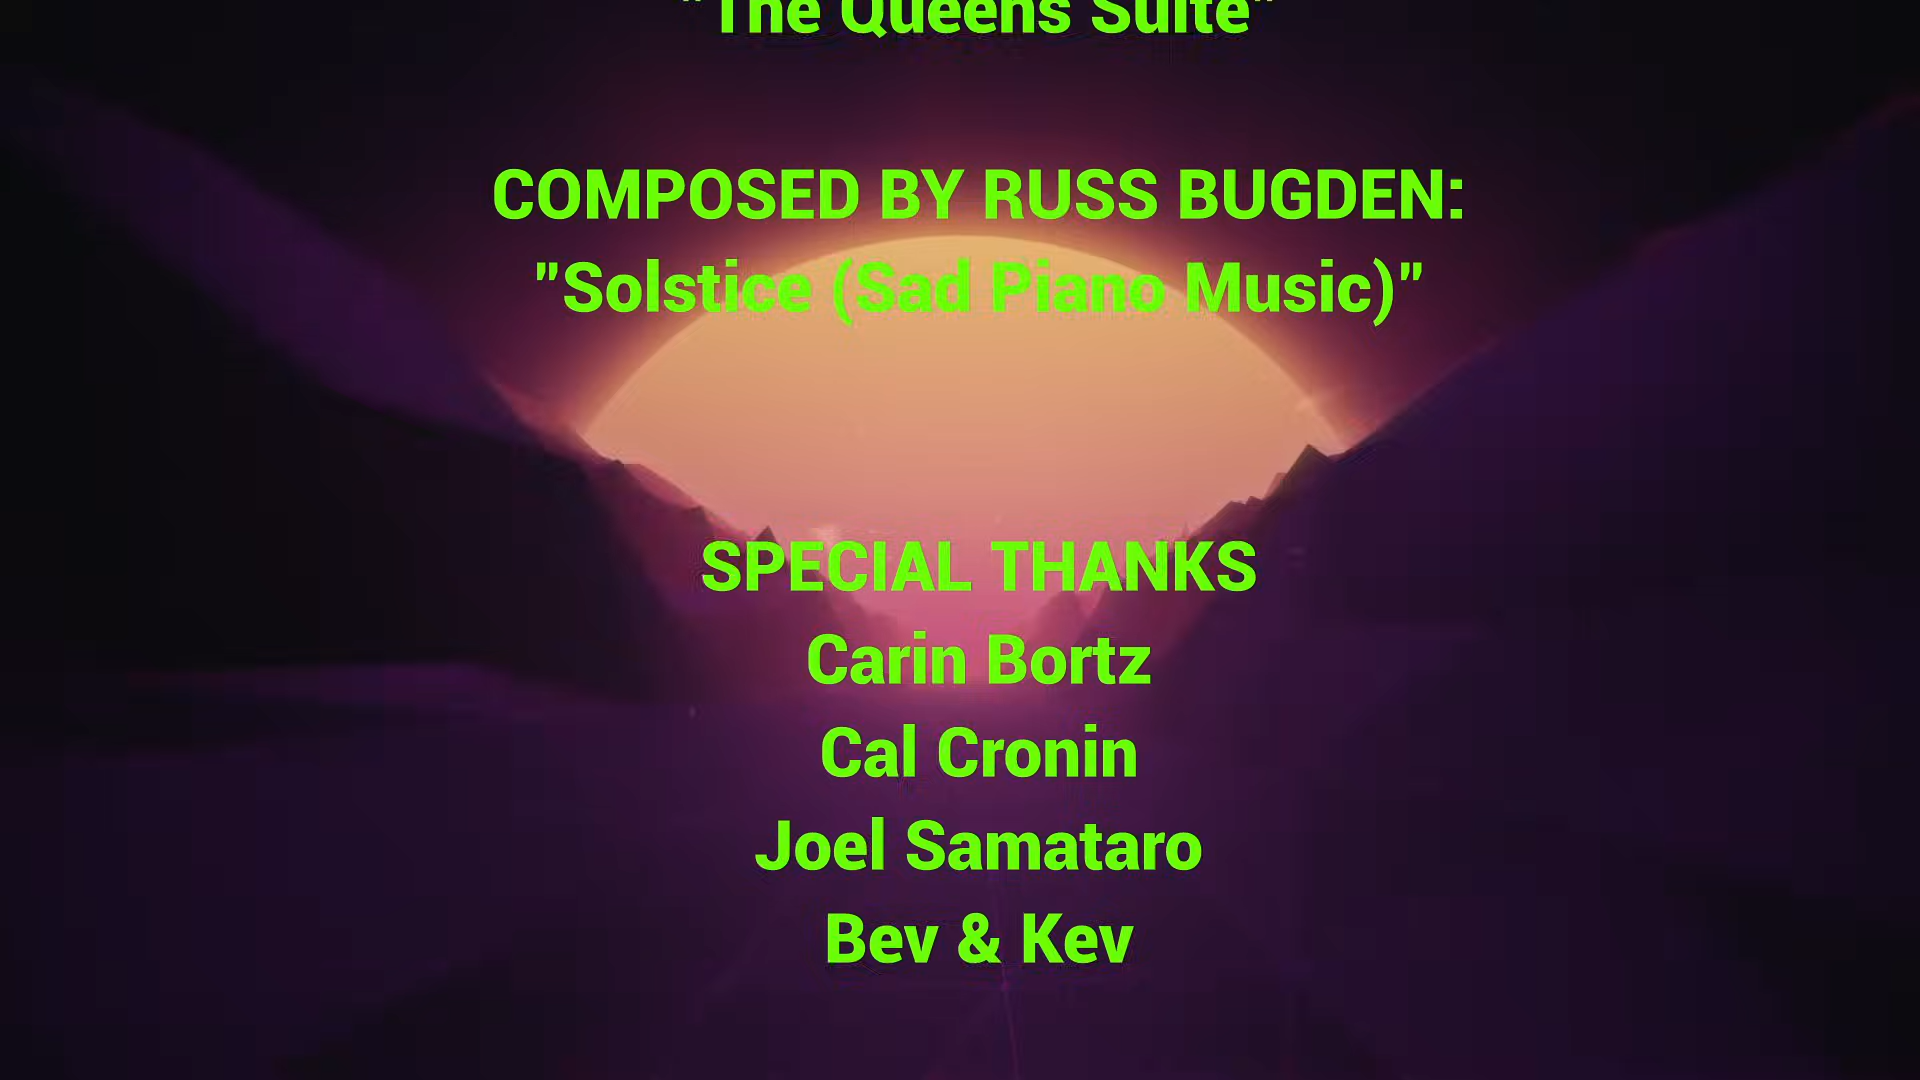 "The Queens Suite"
COMPOSED BY RUSS BUGDEN:
"Solstice (Sad Piano Music)"
SPECIAL THANKS
Carin Bortz
Cal Cronin
Joel Samataro
Bev & Kev